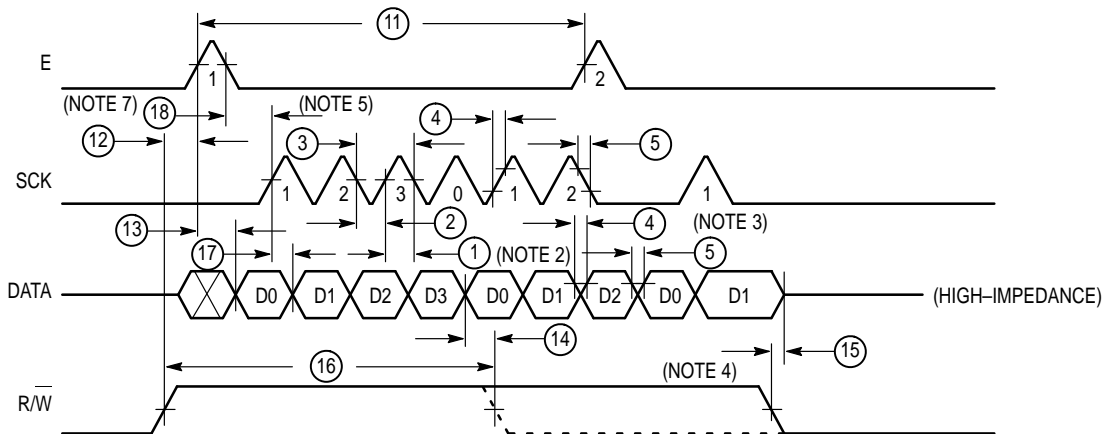 11
E
1
2
(NOTE 7)
18
(NOTE 5)
4
12
3
5
SCK
1
2
3
0
1
2
1
13
2
4
(NOTE 3)
17
1
(NOTE 2)
5
DATA
D0
D1
D2
D3
D0
D1
D2
D0
D1
(HIGH–IMPEDANCE)
14
16
(NOTE 4)
15
R/W̅